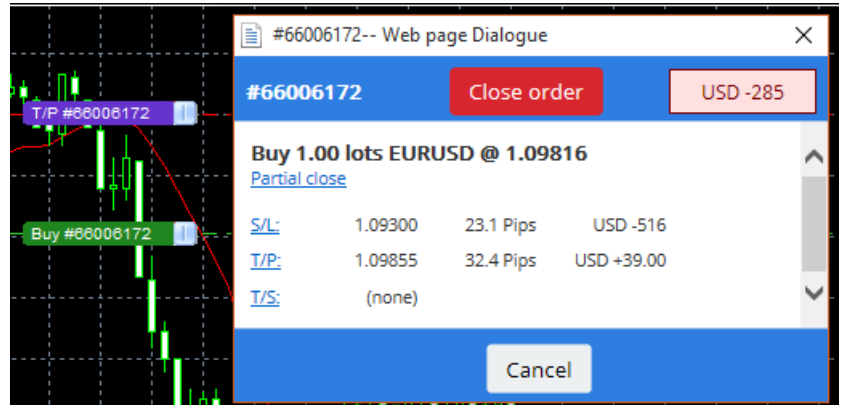 #66006172-- Web page Dialogue
#66006172 Close order USD -285
T/P #66006172
Buy 1.00 lots EURUSD @ 1.09816
Partial close
Buy #66006172
S/L: 1.09300 23.1 Pips USD -516
T/P: 1.09855 32.4 Pips USD +39.00
T/S: (none)
Cancel